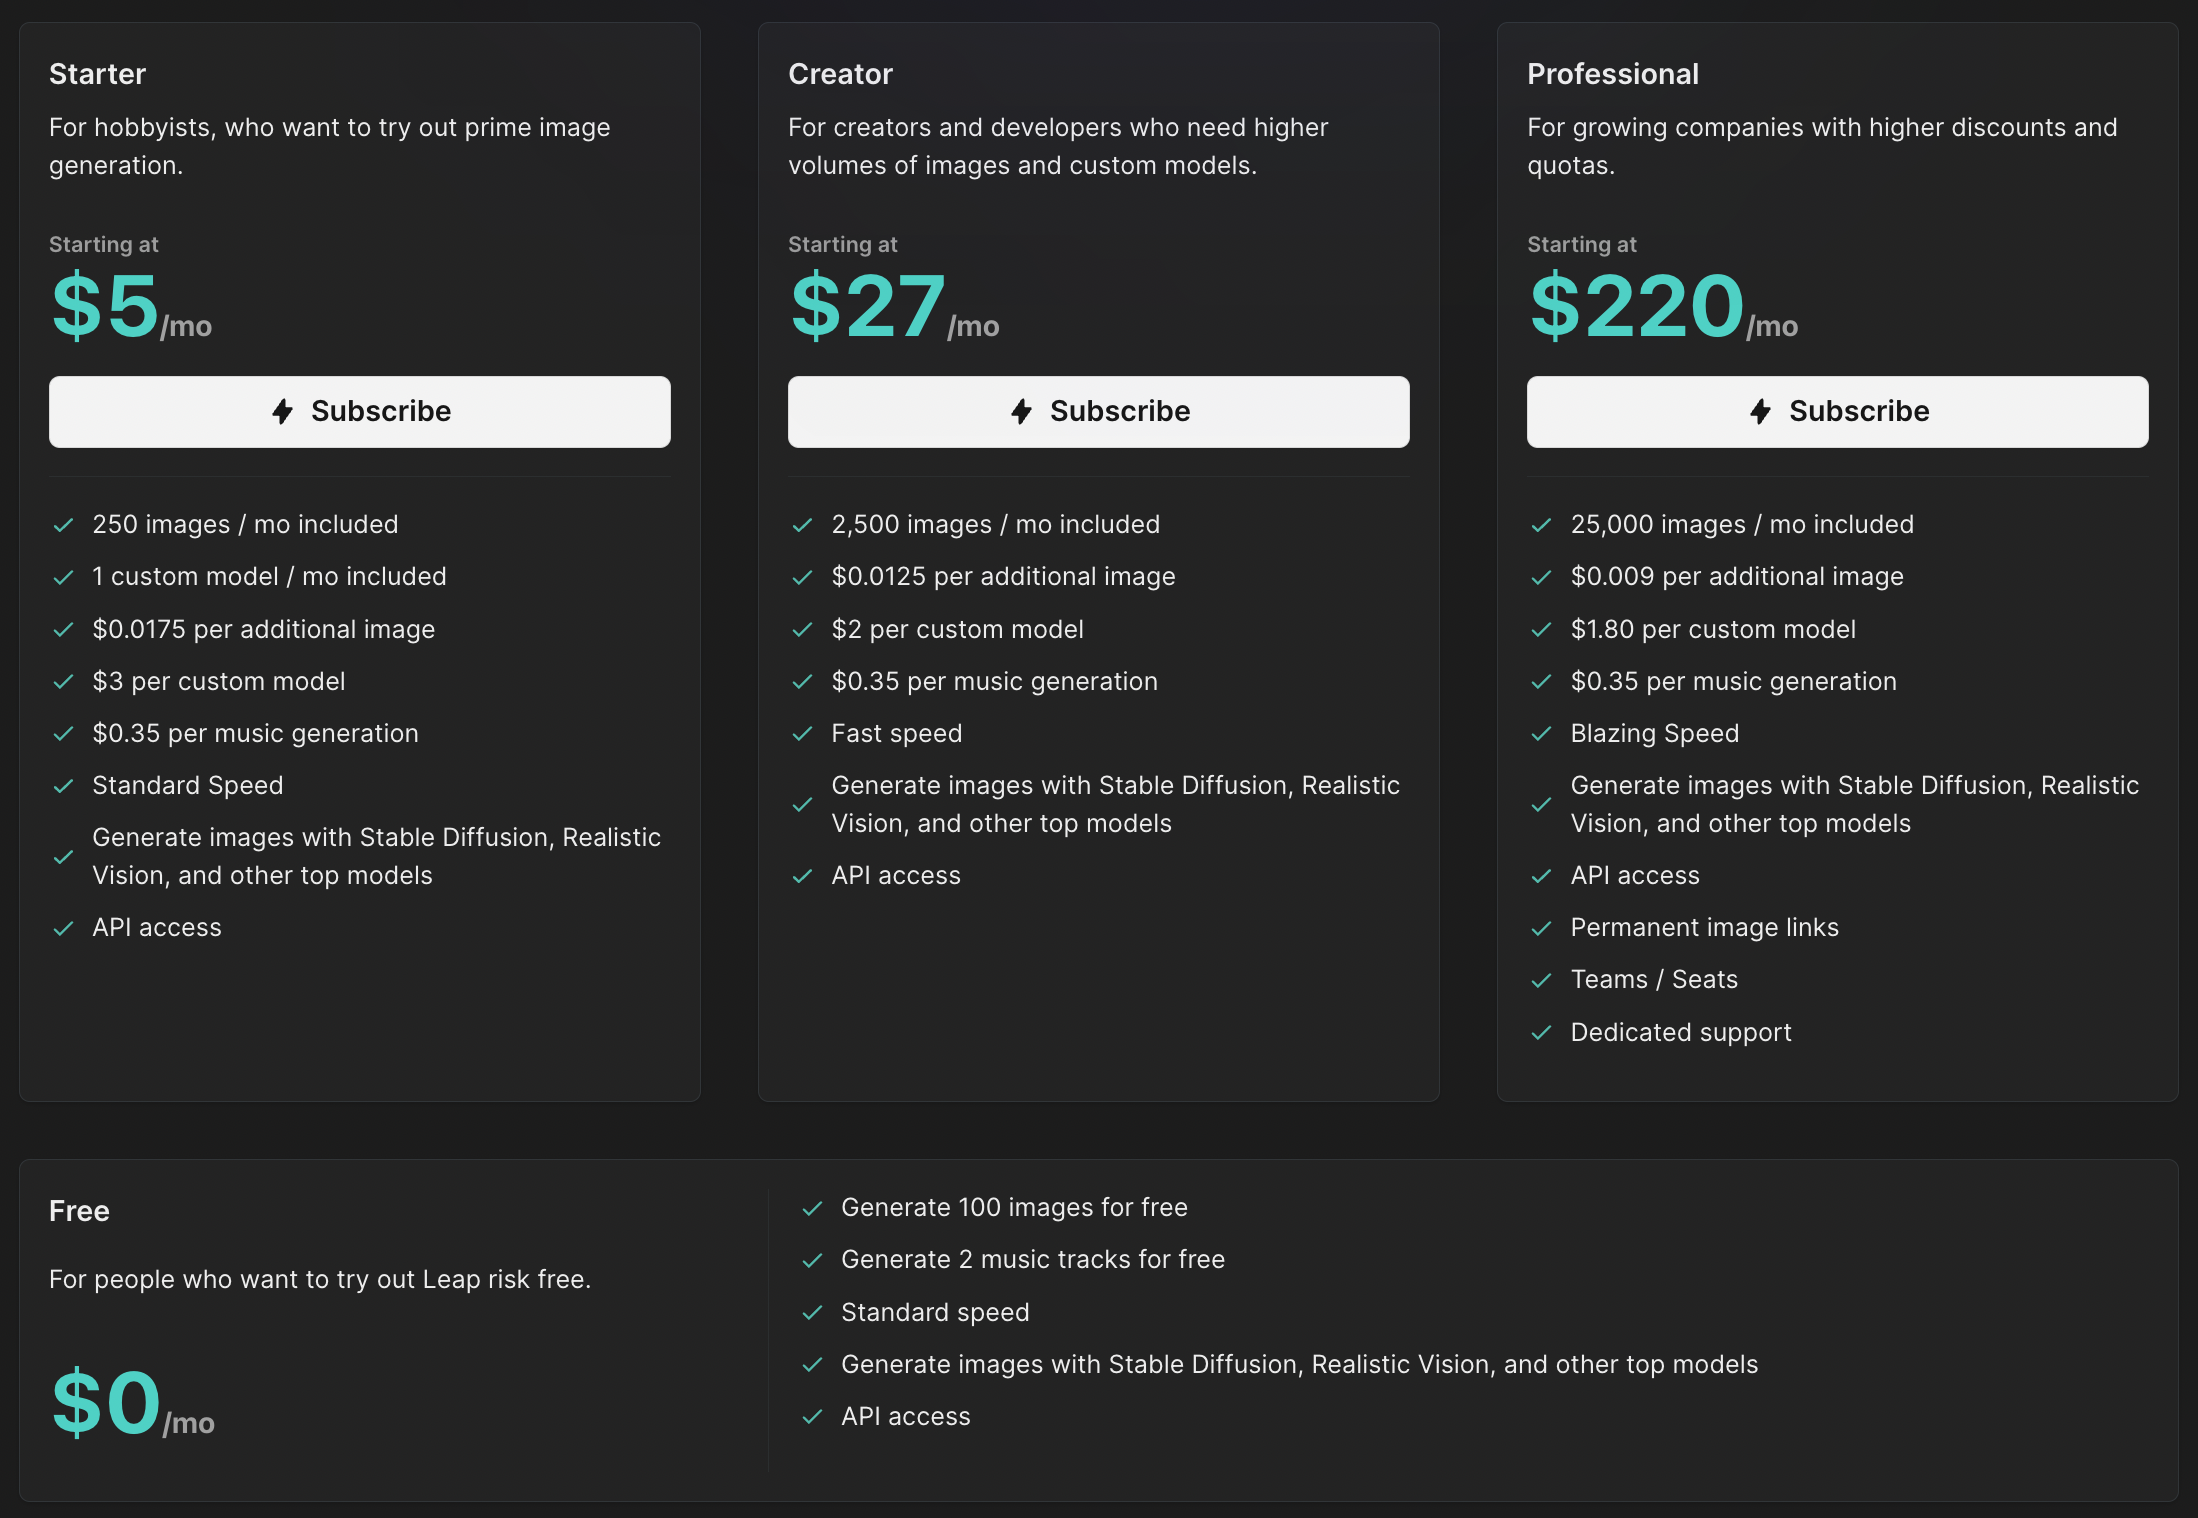 Starter
For hobbyists, who want to try out prime image
generation.
Starting at
$5/mo
Subscribe
250 images / mo included
1 custom model / mo included
$0.0175 per additional image
$3 per custom model
$0.35 per music generation
Standard Speed
Generate images with Stable Diffusion, Realistic
Vision, and other top models
API access
Creator
For creators and developers who need higher
volumes of images and custom models.
Starting at
$27/mo
Subscribe
2,500 images / mo included
$0.0125 per additional image
$2 per custom model
$0.35 per music generation
Fast speed
Generate images with Stable Diffusion, Realistic
Vision, and other top models
API access
Professional
For growing companies with higher discounts and
quotas.
Starting at
$220/mo
Subscribe
25,000 images / mo included
$0.009 per additional image
$1.80 per custom model
$0.35 per music generation
Blazing Speed
Generate images with Stable Diffusion, Realistic
Vision, and other top models
API access
Permanent image links
Teams / Seats
Dedicated support
Free
For people who want to try out Leap risk free.
$0/mo
Generate 100 images for free
Generate 2 music tracks for free
Standard speed
Generate images with Stable Diffusion, Realistic Vision, and other top models
API access